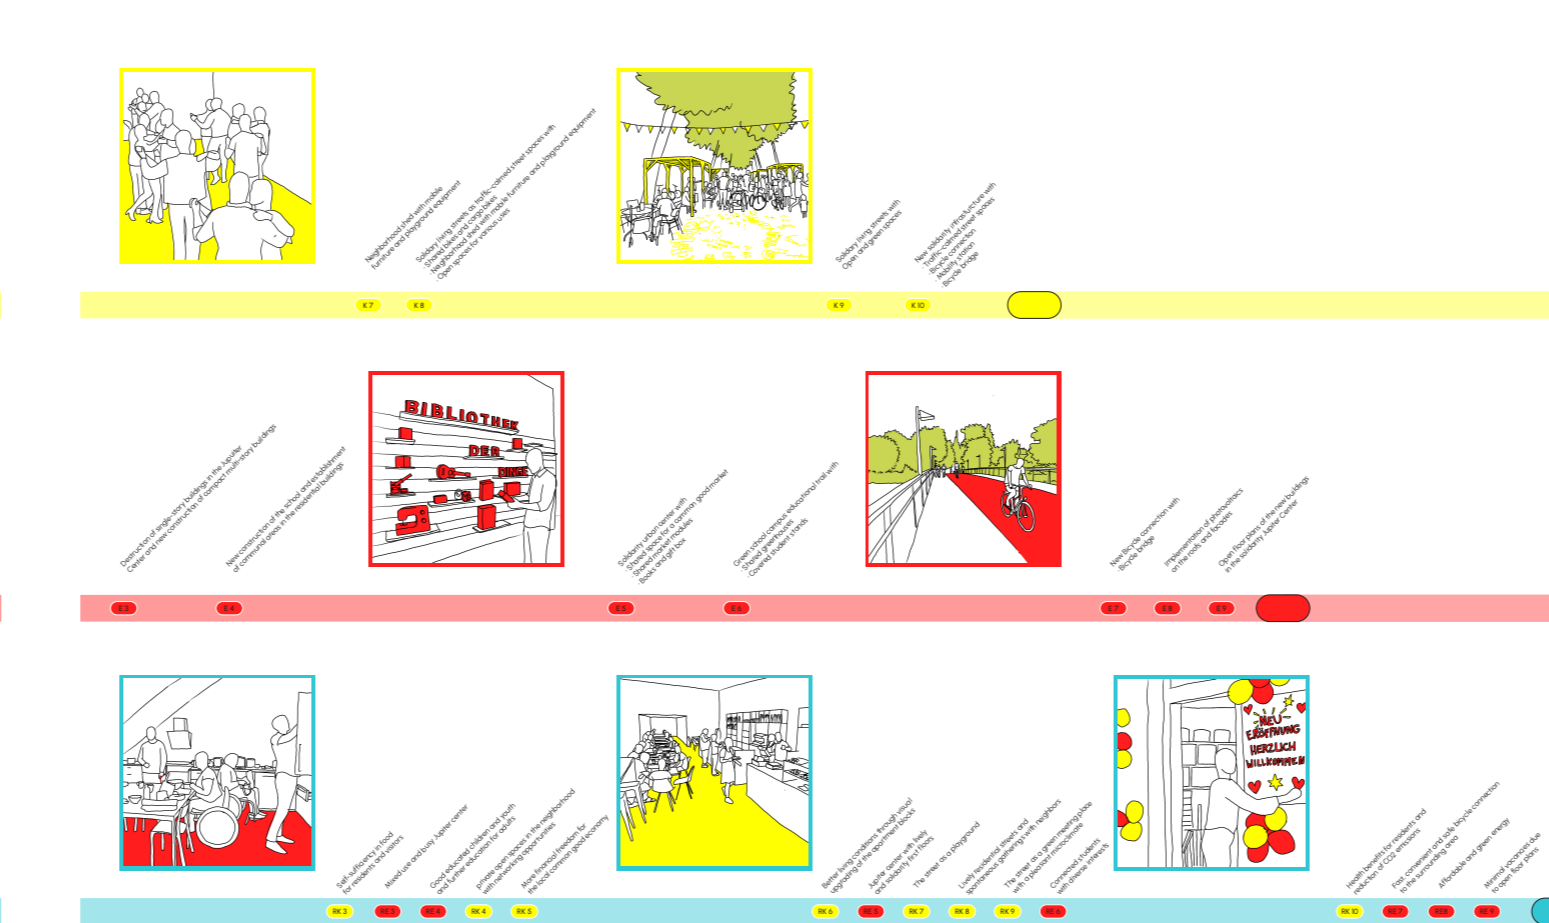 Neighborhood shed with mobile
furniture and playground equipment
Solidary living streets as traffic-calmed street spaces with
· Shared bikes and cargo bikes
· Neighborhood shed with mobile furniture and playground equipment
· Open spaces for various uses
Solidary living streets with
Open and green spaces
New solidarity infrasturcture with
· Traffic-calmed street spaces
· Bicycle connection
· Mobility station
· Bicycle bridge
K 7
K 8
K 9
K 10
BIBLIOTHEK
DER
DINGE
Destruction of single-story buildings in the Jupiter
Center and new construction of compact multi-story buildings
New construction of the school and establishment
of communal areas in the residential buildings
Solidarity urban center with
· Shared space for a common good market
· Shared market modules
· Books and gift box
Green school campus educational trail with
· Shared greenhouses
· Covered student stands
New Bicycle connection with
· Bicycle bridge
Implementation of photovoltaics
on the roofs and facades
Open floor plans of the new buildings
in the solidarity Jupiter Center
E 3
E 4
E 5
E 6
E 7
E 8
E 9
NEU
ERÖFFNUNG
HERZLICH
WILLKOMMEN
Self-sufficiency in food
for residents and visitors
Mixed use and busy Jupiter center
Good educated children and youth
and further education for adults
private open spaces in the neighborhood
with networking opportunities
More financial freedom for
the local common good economy
Better living conditions through visual
upgrading of the apartment blocks
Jupiter center with lively
and solidarity first floors
The street as a playground
Lively residential streets and
spontaneous gatherings with neighbors
The street as a green meeting place
with a pleasant microclimate
Connected students
with diverse interests
Health benefits for residents and
reduction of CO2 emissions
Fast, convenient and safe bicycle connection
to the surrounding area
Affordable and green energy
Minimal vacancies due
to open floor plans
RK 3
RE 3
RE 4
RK 4
RK 5
RK 6
RE 5
RK 7
RK 8
RK 9
RE 6
RK 10
RE 7
RE8
RE 9